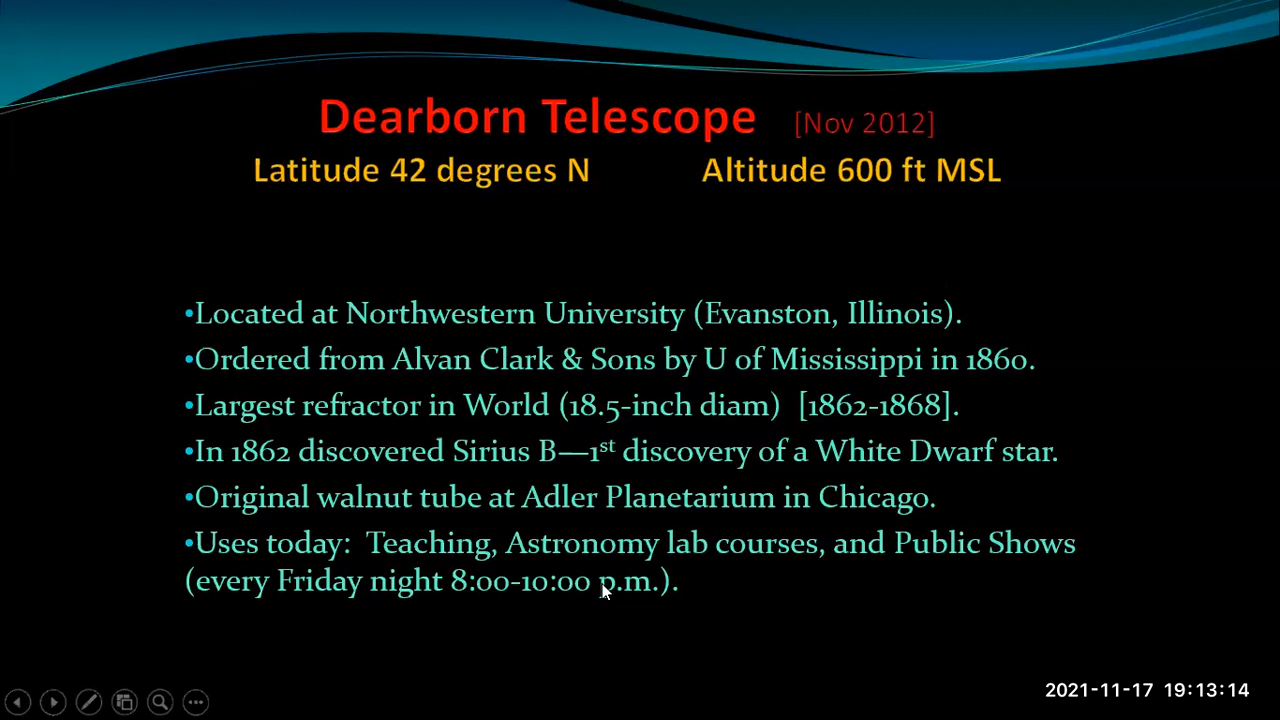 Dearborn Telescope [Nov 2012]
Latitude 42 degrees N Altitude 600 ft MSL
•Located at Northwestern University (Evanston, Illinois).
•Ordered from Alvan Clark & Sons by U of Mississippi in 1860.
•Largest refractor in World (18.5-inch diam) [1862-1868].
•In 1862 discovered Sirius B—1st discovery of a White Dwarf star.
•Original walnut tube at Adler Planetarium in Chicago.
•Uses today: Teaching, Astronomy lab courses, and Public Shows
(every Friday night 8:00-10:00 p.m.).
2021-11-17 19:13:14